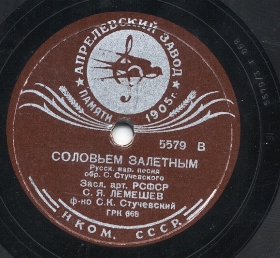 АПРЕЛЕВСКИЙ ЗАВОД
ПАМЯТИ 1905 г.
5579 В
СОЛОВЬЕМ ЗАЛЕТНЫМ
Русск. нар. песня
обр. С. Стучевского
Засл. арт. РСФСР
С. Я. ЛЕМЕШЕВ
ф-но С.К. Стучевский
ГРК 665
НКОМ. СССР.